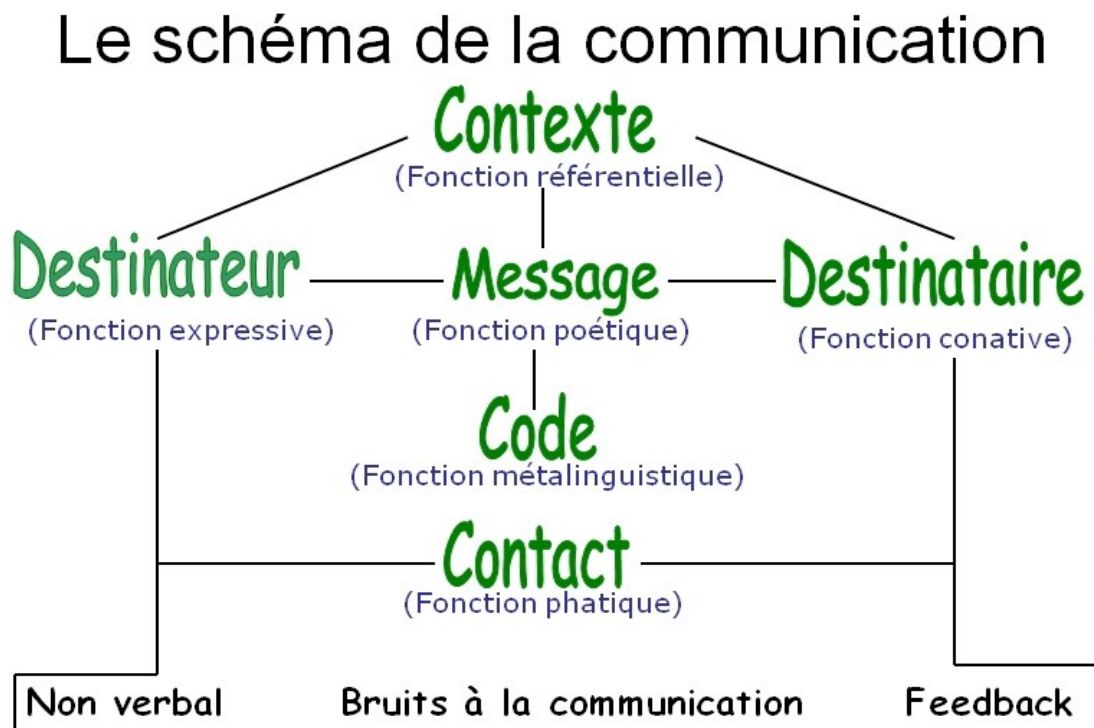 Le schéma de la communication
Contexte
(Fonction référentielle)
Destinateur Message Destinataire
(Fonction expressive) (Fonction poétique) (Fonction conative)
Code
(Fonction métalinguistique)
Contact
(Fonction phatique)
Non verbal Bruits à la communication Feedback